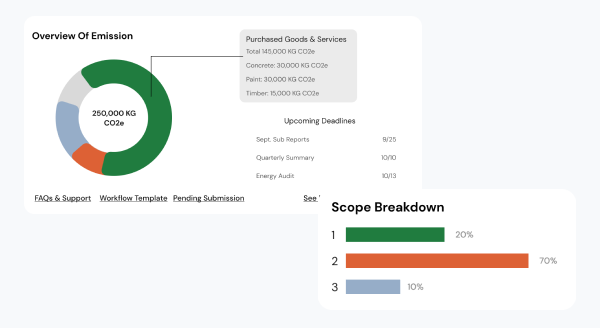 Overview Of Emission
250,000 KG
CO2e
Purchased Goods & Services
Total 145,000 KG CO2e
Concrete: 30,000 KG CO2e
Paint: 30,000 KG CO2e
Timber: 15,000 KG CO2e
Upcoming Deadlines
Sept. Sub Reports 9/25
Quarterly Summary 10/10
Energy Audit 10/13
FAQs & Support Workflow Template Pending Submission See
Scope Breakdown
1 20%
2 70%
3 10%